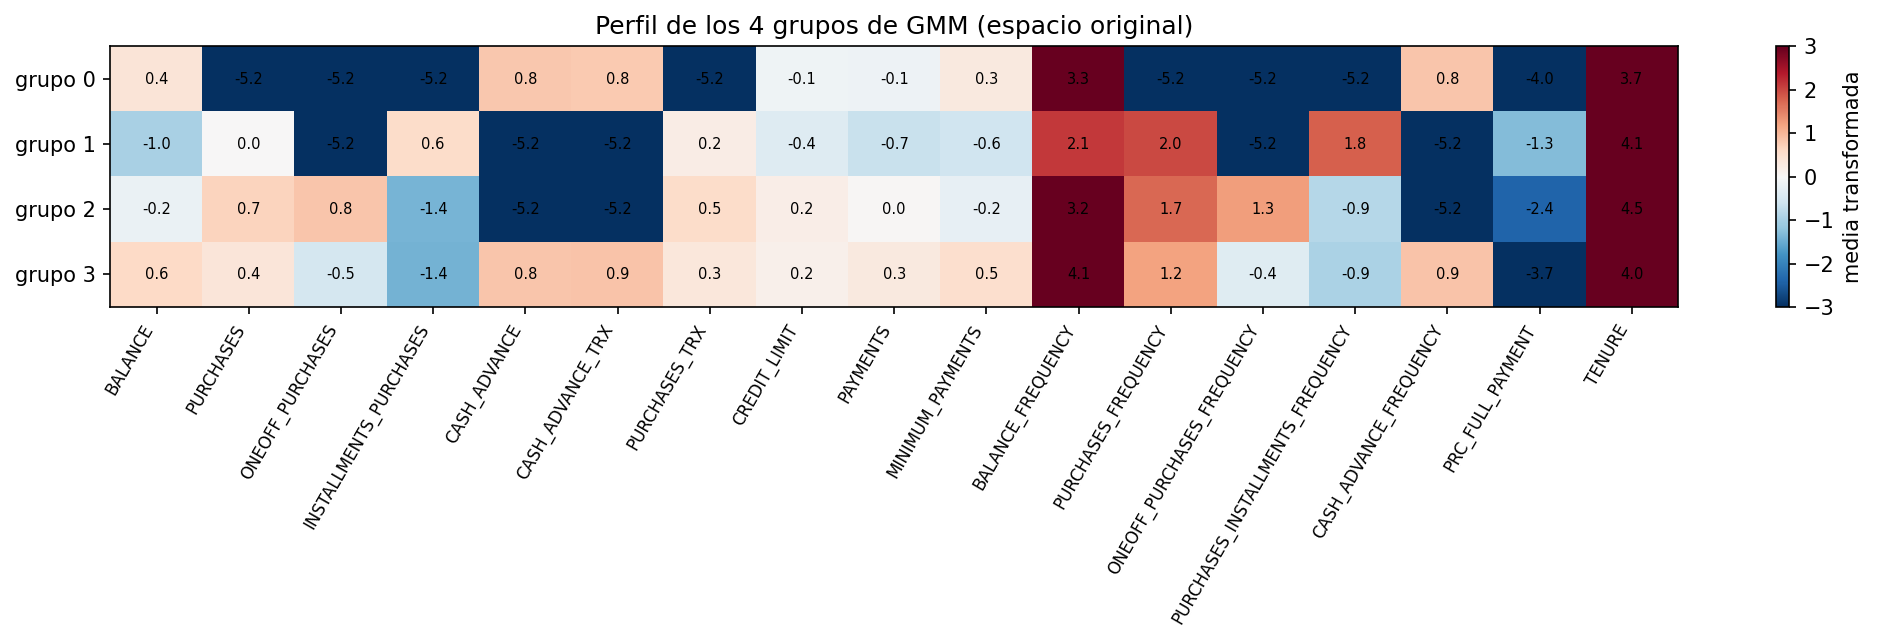 Perfil de los 4 grupos de GMM (espacio original)
grupo 0 0.4 -5.2 -5.2 -5.2 0.8 0.8 -5.2 -0.1 -0.1 0.3 3.3 -5.2 -5.2 -5.2 0.8 -4.0 3.7
grupo 1 -1.0 0.0 -5.2 0.6 -5.2 -5.2 0.2 -0.4 -0.7 -0.6 2.1 2.0 -5.2 1.8 -5.2 -1.3 4.1
grupo 2 -0.2 0.7 0.8 -1.4 -5.2 -5.2 0.5 0.2 0.0 -0.2 3.2 1.7 1.3 -0.9 -5.2 -2.4 4.5
grupo 3 0.6 0.4 -0.5 -1.4 0.8 0.9 0.3 0.2 0.3 0.5 4.1 1.2 -0.4 -0.9 0.9 -3.7 4.0
BALANCE
PURCHASES
ONEOFF_PURCHASES
INSTALLMENTS_PURCHASES
CASH_ADVANCE
CASH_ADVANCE_TRX
PURCHASES_TRX
CREDIT_LIMIT
PAYMENTS
MINIMUM_PAYMENTS
BALANCE_FREQUENCY
PURCHASES_FREQUENCY
ONEOFF_PURCHASES_FREQUENCY
PURCHASES_INSTALLMENTS_FREQUENCY
CASH_ADVANCE_FREQUENCY
PRC_FULL_PAYMENT
TENURE
3
2
1
0
−1
−2
−3
media transformada